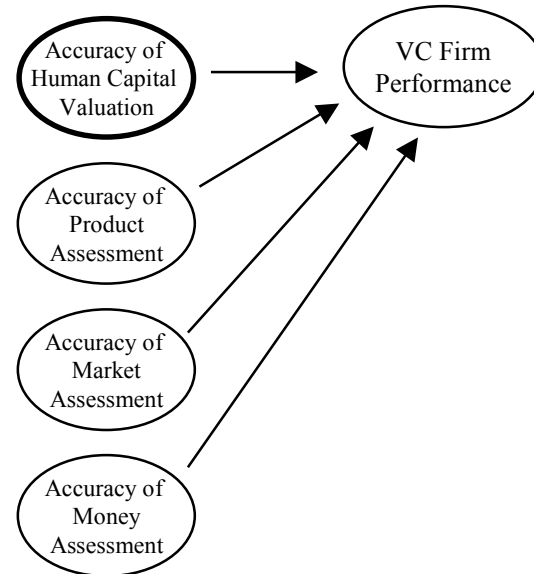 Accuracy of
Human Capital
Valuation
VC Firm
Performance
Accuracy of
Product
Assessment
Accuracy of
Market
Assessment
Accuracy of
Money
Assessment